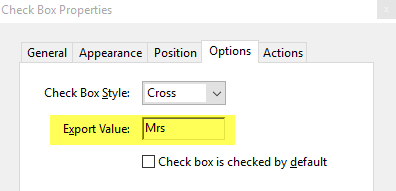 Check Box Properties
General Appearance Position Options Actions
Check Box Style: Cross
Export Value: Mrs
Check box is checked by default